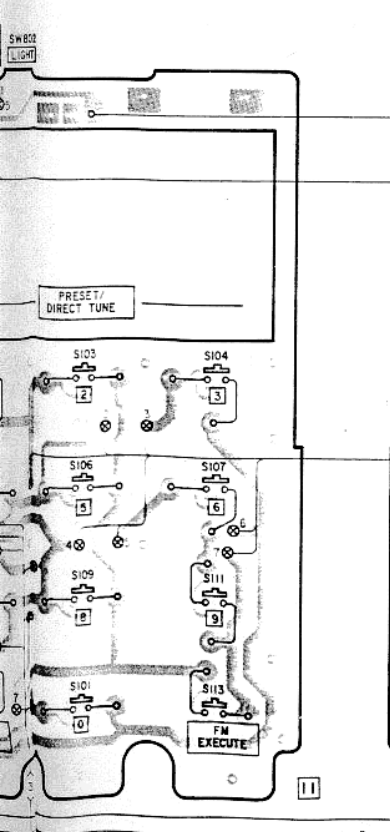 SW802
LIGHT
PRESET/
DIRECT TUNE
S103
2
S104
3
3
S106
5
S107
6
6
4
7
S109
8
S111
9
S101
0
7
S113
FM
EXECUTE
3
11